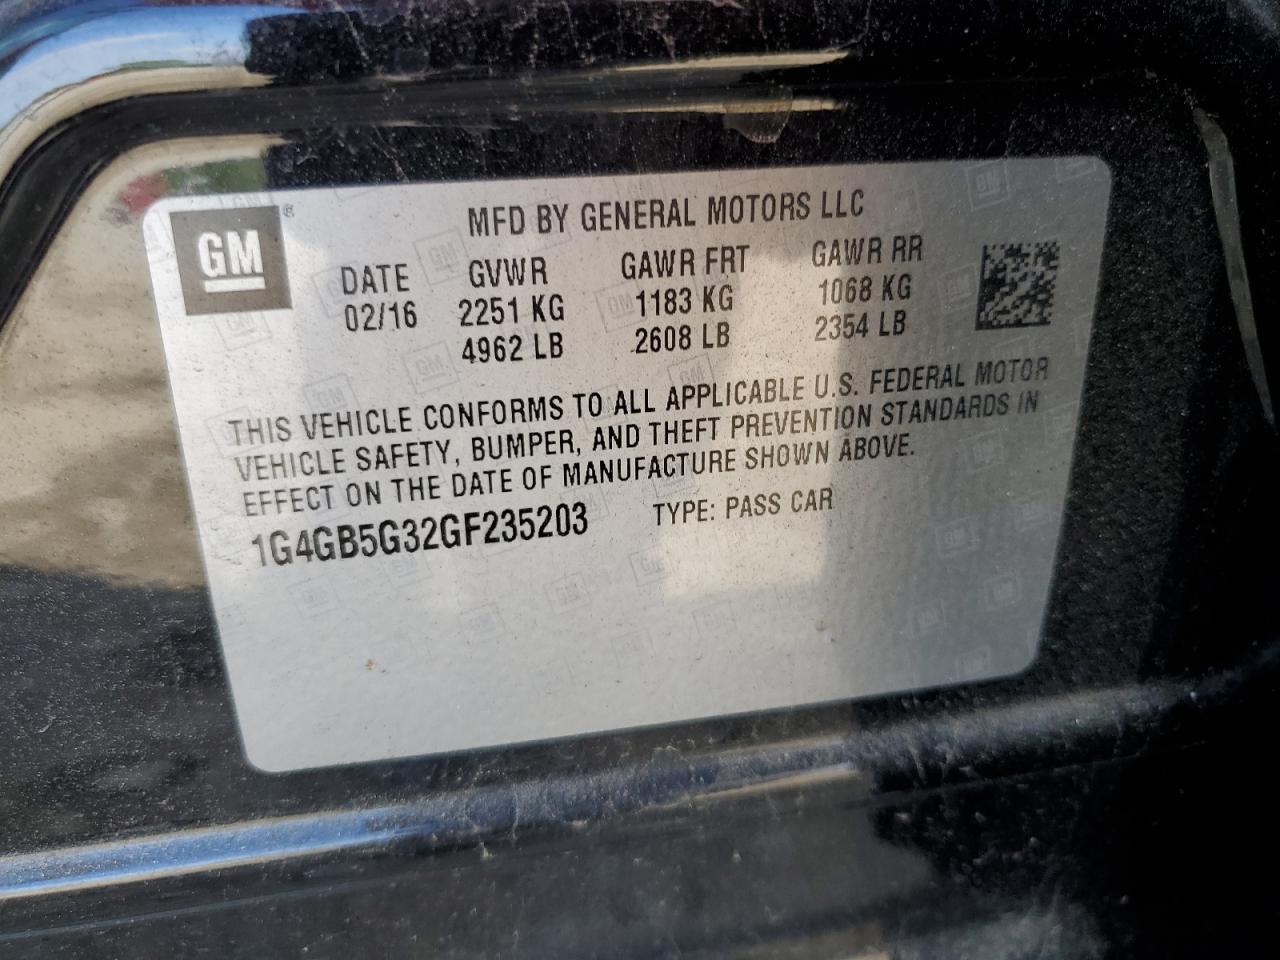 MFD BY GENERAL MOTORS LLC
GM
DATE GVWR GAWR FRT GAWR RR
02/16 2251 KG 1183 KG 1068 KG
4962 LB 2608 LB 2354 LB
THIS VEHICLE CONFORMS TO ALL APPLICABLE U.S. FEDERAL MOTOR
VEHICLE SAFETY, BUMPER, AND THEFT PREVENTION STANDARDS IN
EFFECT ON THE DATE OF MANUFACTURE SHOWN ABOVE.
1G4GB5G32GF235203 TYPE: PASS CAR